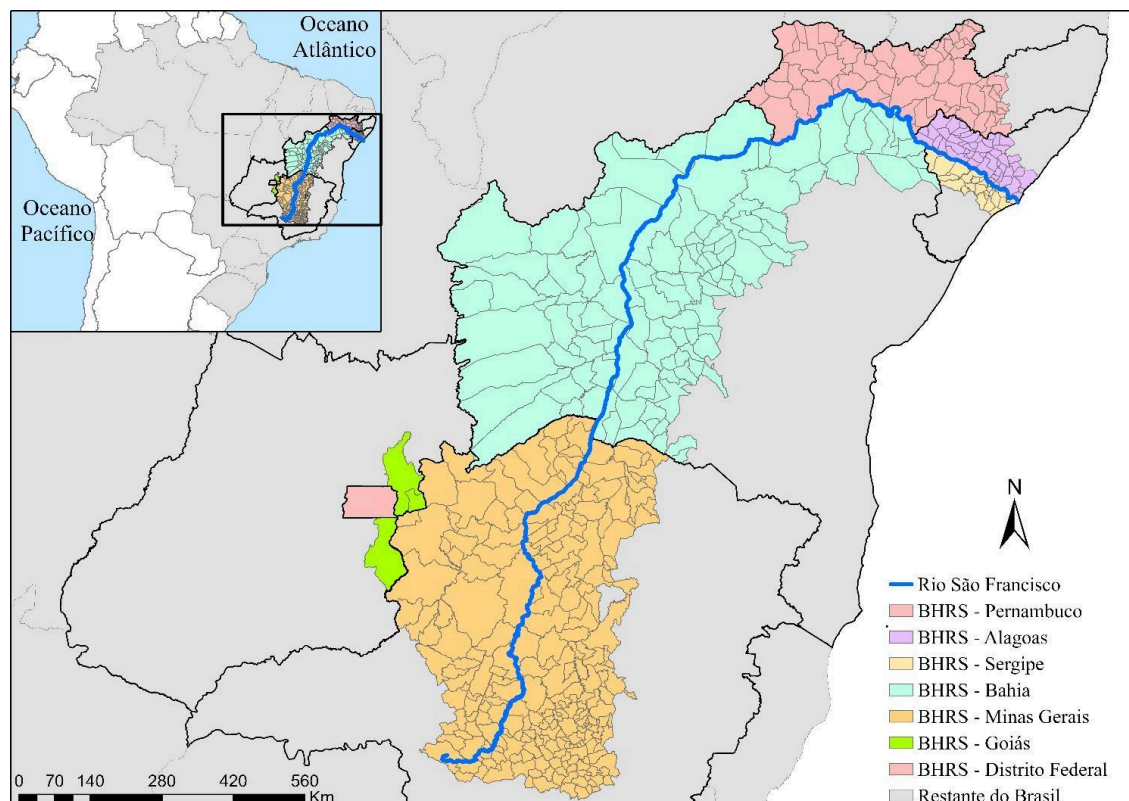 Oceano
Atlântico
Oceano
Pacífico
N
Rio São Francisco
BHRS - Pernambuco
BHRS - Alagoas
BHRS - Sergipe
BHRS - Bahia
BHRS - Minas Gerais
BHRS - Goiás
BHRS - Distrito Federal
Restante do Brasil
0 70 140 280 420 560
Km